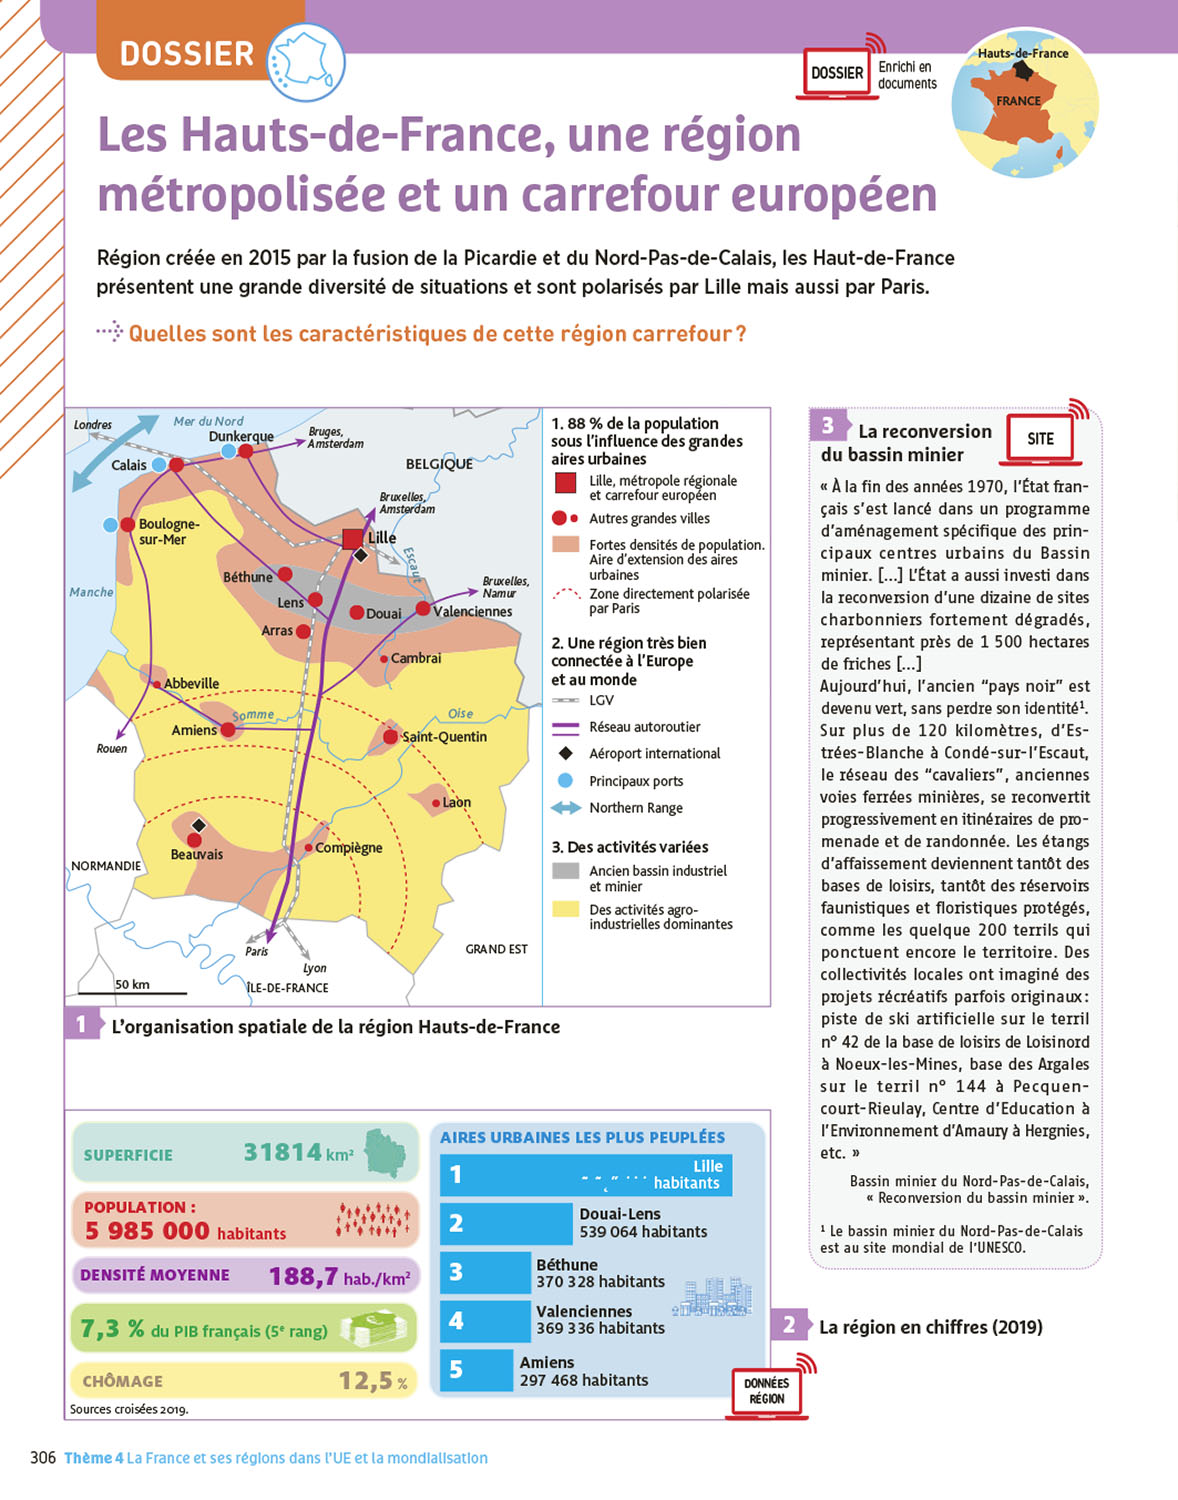 DOSSIER
DOSSIER
Enrichi en
documents
Hauts-de-France
FRANCE
Les Hauts-de-France, une région
métropolisée et un carrefour européen
Région créée en 2015 par la fusion de la Picardie et du Nord-Pas-de-Calais, les Haut-de-France
présentent une grande diversité de situations et sont polarisés par Lille mais aussi par Paris.
Quelles sont les caractéristiques de cette région carrefour ?
Londres
Mer du Nord
Dunkerque
Bruges,
Amsterdam
Calais
BELGIQUE
Bruxelles,
Amsterdam
Boulogne-
sur-Mer
Lille
Escaut
Manche
Béthune
Bruxelles,
Namur
Lens
Douai
Valenciennes
Arras
Cambrai
Abbeville
Somme
Oise
Amiens
Saint-Quentin
Rouen
Laon
Beauvais
Compiègne
NORMANDIE
Paris
GRAND EST
Lyon
50 km
ÎLE-DE-FRANCE
1. 88 % de la population
sous l'influence des grandes
aires urbaines
Lille, métropole régionale
et carrefour européen
Autres grandes villes
Fortes densités de population.
Aire d'extension des aires
urbaines
Zone directement polarisée
par Paris
2. Une région très bien
connectée à l'Europe
et au monde
LGV
Réseau autoroutier
Aéroport international
Principaux ports
Northern Range
3. Des activités variées
Ancien bassin industriel
et minier
Des activités agro-
industrielles dominantes
1 L'organisation spatiale de la région Hauts-de-France
3 La reconversion
du bassin minier
SITE
« À la fin des années 1970, l'État fran-
çais s'est lancé dans un programme
d'aménagement spécifique des prin-
cipaux centres urbains du Bassin
minier. [...] L'État a aussi investi dans
la reconversion d'une dizaine de sites
charbonniers fortement dégradés,
représentant près de 1 500 hectares
de friches [...]
Aujourd'hui, l'ancien “pays noir” est
devenu vert, sans perdre son identité¹.
Sur plus de 120 kilomètres, d'Es-
trées-Blanche à Condé-sur-l'Escaut,
le réseau des “cavaliers”, anciennes
voies ferrées minières, se reconvertit
progressivement en itinéraires de pro-
menade et de randonnée. Les étangs
d'affaissement deviennent tantôt des
bases de loisirs, tantôt des réservoirs
faunistiques et floristiques protégés,
comme les quelque 200 terrils qui
ponctuent encore le territoire. Des
collectivités locales ont imaginé des
projets récréatifs parfois originaux :
piste de ski artificielle sur le terril
n° 42 de la base de loisirs de Loisinord
à Noeux-les-Mines, base des Argales
sur le terril n° 144 à Pecquen-
court-Rieulay, Centre d'Education à
l'Environnement d'Amaury à Hergnies,
etc. »
Bassin minier du Nord-Pas-de-Calais,
« Reconversion du bassin minier ».
¹ Le bassin minier du Nord-Pas-de-Calais
est au site mondial de l'UNESCO.
SUPERFICIE 31814 km²
POPULATION :
5 985 000 habitants
DENSITÉ MOYENNE 188,7 hab./km²
7,3 % du PIB français (5e rang)
CHÔMAGE 12,5 %
Sources croisées 2019.
AIRES URBAINES LES PLUS PEUPLÉES
1 Lille
habitants
2 Douai-Lens
539 064 habitants
3 Béthune
370 328 habitants
4 Valenciennes
369 336 habitants
5 Amiens
297 468 habitants
DONNÉES
RÉGION
2 La région en chiffres (2019)
306 Thème 4 La France et ses régions dans l'UE et la mondialisation